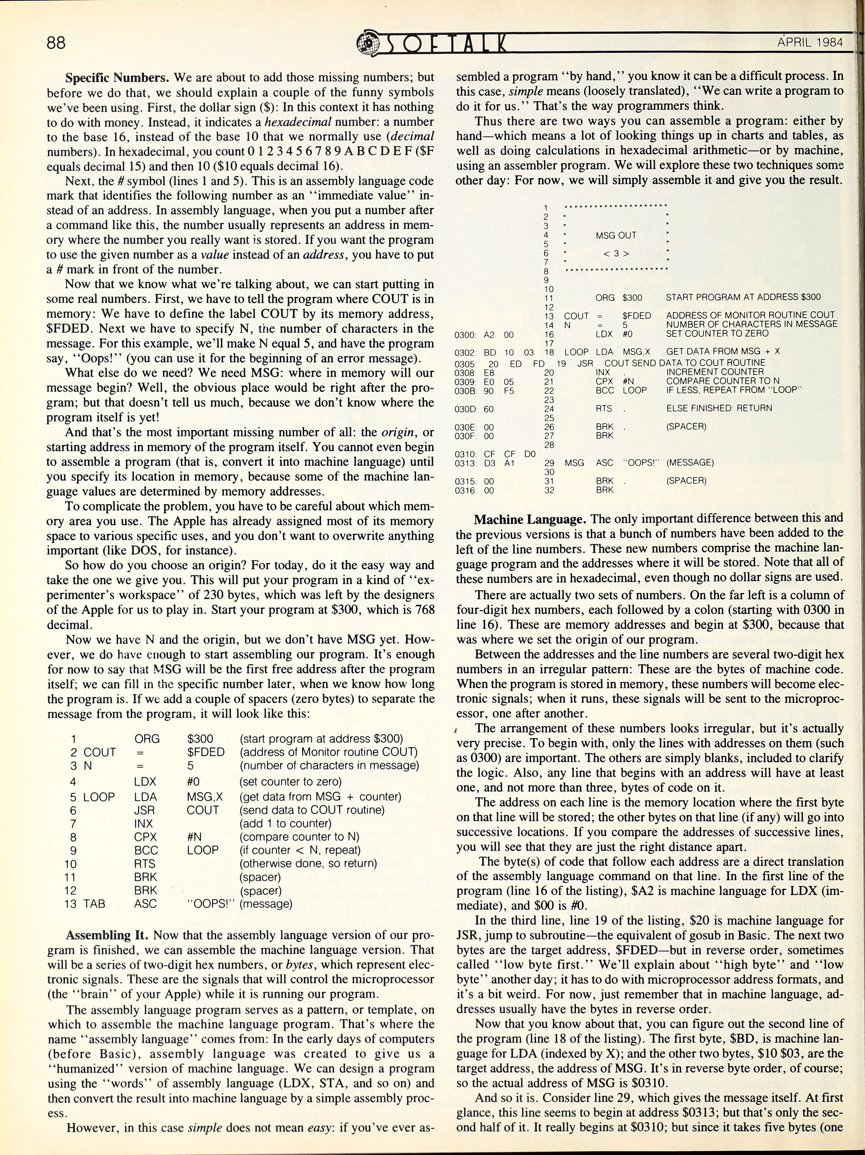 88
SOFTALK
APRIL 1984
Specific Numbers. We are about to add those missing numbers; but
before we do that, we should explain a couple of the funny symbols
we've been using. First, the dollar sign ($): In this context it has nothing
to do with money. Instead, it indicates a hexadecimal number: a number
to the base 16, instead of the base 10 that we normally use (decimal
numbers). In hexadecimal, you count 0 1 2 3 4 5 6 7 8 9 A B C D E F ($F
equals decimal 15) and then 10 ($10 equals decimal 16).
Next, the # symbol (lines 1 and 5). This is an assembly language code
mark that identifies the following number as an "immediate value" in-
stead of an address. In assembly language, when you put a number after
a command like this, the number usually represents an address in mem-
ory where the number you really want is stored. If you want the program
to use the given number as a value instead of an address, you have to put
a # mark in front of the number.
Now that we know what we're talking about, we can start putting in
some real numbers. First, we have to tell the program where COUT is in
memory: We have to define the label COUT by its memory address,
$FDED. Next we have to specify N, the number of characters in the
message. For this example, we'll make N equal 5, and have the program
say, "Oops!" (you can use it for the beginning of an error message).
What else do we need? We need MSG: where in memory will our
message begin? Well, the obvious place would be right after the pro-
gram; but that doesn't tell us much, because we don't know where the
program itself is yet!
And that's the most important missing number of all: the origin, or
starting address in memory of the program itself. You cannot even begin
to assemble a program (that is, convert it into machine language) until
you specify its location in memory, because some of the machine lan-
guage values are determined by memory addresses.
To complicate the problem, you have to be careful about which mem-
ory area you use. The Apple has already assigned most of its memory
space to various specific uses, and you don't want to overwrite anything
important (like DOS, for instance).
So how do you choose an origin? For today, do it the easy way and
take the one we give you. This will put your program in a kind of "ex-
perimenter's workspace" of 230 bytes, which was left by the designers
of the Apple for us to play in. Start your program at $300, which is 768
decimal.
Now we have N and the origin, but we don't have MSG yet. How-
ever, we do have enough to start assembling our program. It's enough
for now to say that MSG will be the first free address after the program
itself; we can fill in the specific number later, when we know how long
the program is. If we add a couple of spacers (zero bytes) to separate the
message from the program, it will look like this:
1 ORG $300 (start program at address $300)
2 COUT = $FDED (address of Monitor routine COUT)
3 N = 5 (number of characters in message)
4 LDX #0 (set counter to zero)
5 LOOP LDA MSG,X (get data from MSG + counter)
6 JSR COUT (send data to COUT routine)
7 INX (add 1 to counter)
8 CPX #N (compare counter to N)
9 BCC LOOP (if counter < N, repeat)
10 RTS (otherwise done, so return)
11 BRK (spacer)
12 BRK (spacer)
13 TAB ASC "OOPS!" (message)
Assembling It. Now that the assembly language version of our pro-
gram is finished, we can assemble the machine language version. That
will be a series of two-digit hex numbers, or bytes, which represent elec-
tronic signals. These are the signals that will control the microprocessor
(the "brain" of your Apple) while it is running our program.
The assembly language program serves as a pattern, or template, on
which to assemble the machine language program. That's where the
name "assembly language" comes from: In the early days of computers
(before Basic), assembly language was created to give us a
"humanized" version of machine language. We can design a program
using the "words" of assembly language (LDX, STA, and so on) and
then convert the result into machine language by a simple assembly proc-
ess.
However, in this case simple does not mean easy: if you've ever as-
sembled a program "by hand," you know it can be a difficult process. In
this case, simple means (loosely translated), "We can write a program to
do it for us." That's the way programmers think.
Thus there are two ways you can assemble a program: either by
hand—which means a lot of looking things up in charts and tables, as
well as doing calculations in hexadecimal arithmetic—or by machine,
using an assembler program. We will explore these two techniques some
other day: For now, we will simply assemble it and give you the result.
1 * * * * * * * * * * * * * * * * * * *
2 * *
3 * *
4 * MSG OUT *
5 * *
6 * < 3 > *
7 * *
8 * * * * * * * * * * * * * * * * * * *
9
10
11 ORG $300 START PROGRAM AT ADDRESS $300
12
13 COUT = $FDED ADDRESS OF MONITOR ROUTINE COUT
14 N = 5 NUMBER OF CHARACTERS IN MESSAGE
0300: A2 00 16 LDX #0 SET COUNTER TO ZERO
17
0302: BD 10 03 18 LOOP LDA MSG,X GET DATA FROM MSG + X
0305: 20 ED FD 19 JSR COUT SEND DATA TO COUT ROUTINE
0308: E8 20 INX . INCREMENT COUNTER
0309: E0 05 21 CPX #N COMPARE COUNTER TO N
030B: 90 F5 22 BCC LOOP IF LESS, REPEAT FROM "LOOP"
23
030D: 60 24 RTS . ELSE FINISHED: RETURN
25
030E: 00 26 BRK . (SPACER)
030F: 00 27 BRK
28
0310: CF CF D0
0313: D3 A1 29 MSG ASC "OOPS!" (MESSAGE)
30
0315: 00 31 BRK . (SPACER)
0316: 00 32 BRK
Machine Language. The only important difference between this and
the previous versions is that a bunch of numbers have been added to the
left of the line numbers. These new numbers comprise the machine lan-
guage program and the addresses where it will be stored. Note that all of
these numbers are in hexadecimal, even though no dollar signs are used.
There are actually two sets of numbers. On the far left is a column of
four-digit hex numbers, each followed by a colon (starting with 0300 in
line 16). These are memory addresses and begin at $300, because that
was where we set the origin of our program.
Between the addresses and the line numbers are several two-digit hex
numbers in an irregular pattern: These are the bytes of machine code.
When the program is stored in memory, these numbers will become elec-
tronic signals; when it runs, these signals will be sent to the microproc-
essor, one after another.
The arrangement of these numbers looks irregular, but it's actually
very precise. To begin with, only the lines with addresses on them (such
as 0300) are important. The others are simply blanks, included to clarify
the logic. Also, any line that begins with an address will have at least
one, and not more than three, bytes of code on it.
The address on each line is the memory location where the first byte
on that line will be stored; the other bytes on that line (if any) will go into
successive locations. If you compare the addresses of successive lines,
you will see that they are just the right distance apart.
The byte(s) of code that follow each address are a direct translation
of the assembly language command on that line. In the first line of the
program (line 16 of the listing), $A2 is machine language for LDX (im-
mediate), and $00 is #0.
In the third line, line 19 of the listing, $20 is machine language for
JSR, jump to subroutine—the equivalent of gosub in Basic. The next two
bytes are the target address, $FDED—but in reverse order, sometimes
called "low byte first." We'll explain about "high byte" and "low
byte" another day; it has to do with microprocessor address formats, and
it's a bit weird. For now, just remember that in machine language, ad-
dresses usually have the bytes in reverse order.
Now that you know about that, you can figure out the second line of
the program (line 18 of the listing). The first byte, $BD, is machine lan-
guage for LDA (indexed by X); and the other two bytes, $10 $03, are the
target address, the address of MSG. It's in reverse byte order, of course;
so the actual address of MSG is $0310.
And so it is. Consider line 29, which gives the message itself. At first
glance, this line seems to begin at address $0313; but that's only the sec-
ond half of it. It really begins at $0310; but since it takes five bytes (one